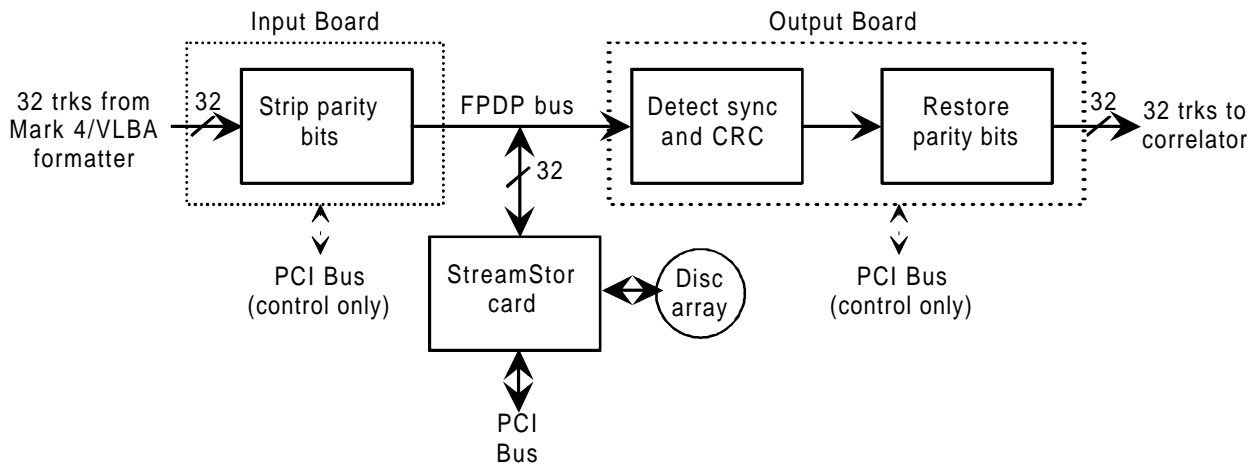 Input Board
Output Board
32 trks from
Mark 4/VLBA
formatter
32
Strip parity
bits
FPDP bus
Detect sync
and CRC
Restore
parity bits
32
32 trks to
correlator
32
PCI Bus
(control only)
StreamStor
card
Disc
array
PCI Bus
(control only)
PCI
Bus